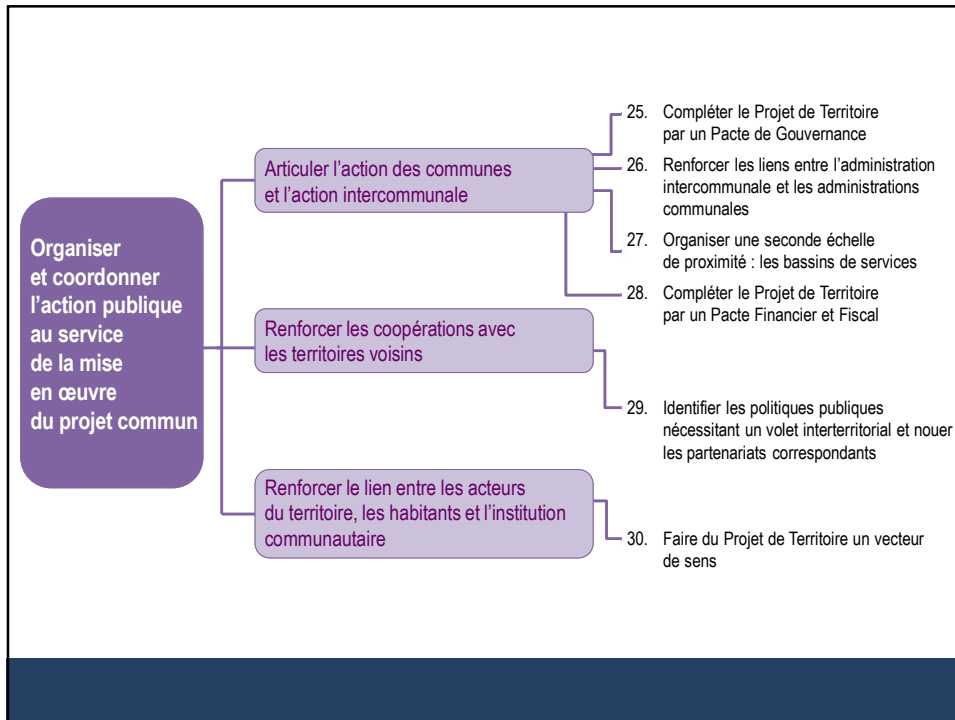 Organiser
et coordonner
l'action publique
au service
de la mise
en œuvre
du projet commun
Articuler l'action des communes
et l'action intercommunale
25. Compléter le Projet de Territoire
par un Pacte de Gouvernance
26. Renforcer les liens entre l'administration
intercommunale et les administrations
communales
27. Organiser une seconde échelle
de proximité : les bassins de services
28. Compléter le Projet de Territoire
par un Pacte Financier et Fiscal
Renforcer les coopérations avec
les territoires voisins
29. Identifier les politiques publiques
nécessitant un volet interterritorial et nouer
les partenariats correspondants
Renforcer le lien entre les acteurs
du territoire, les habitants et l'institution
communautaire
30. Faire du Projet de Territoire un vecteur
de sens